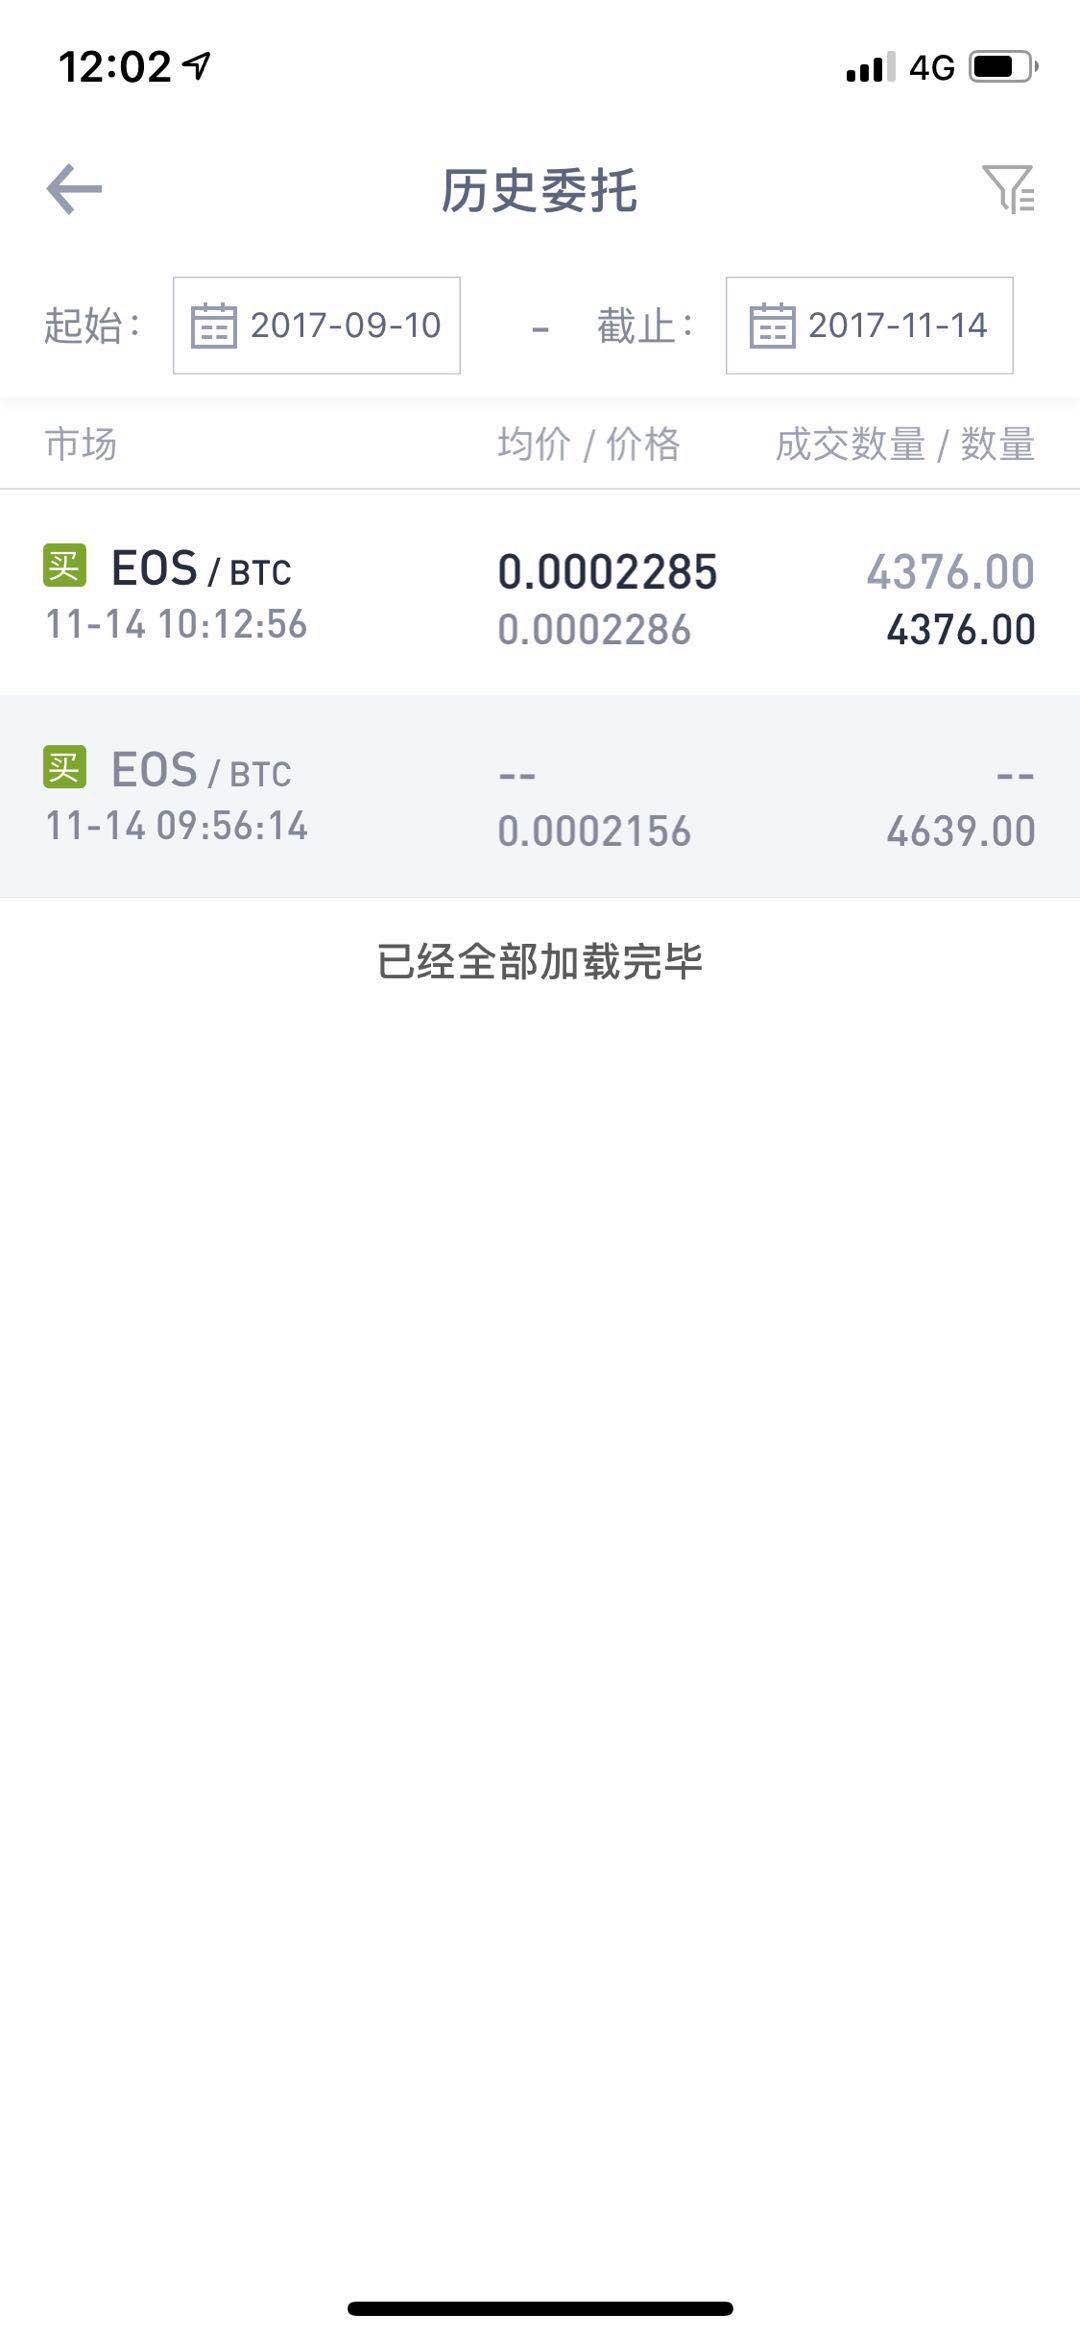 12:02 4G
历史委托
起始: 2017-09-10 - 截止: 2017-11-14
市场 均价 / 价格 成交数量 / 数量
买 EOS / BTC 0.0002285 4376.00
11-14 10:12:56 0.0002286 4376.00
买 EOS / BTC -- --
11-14 09:56:14 0.0002156 4639.00
已经全部加载完毕